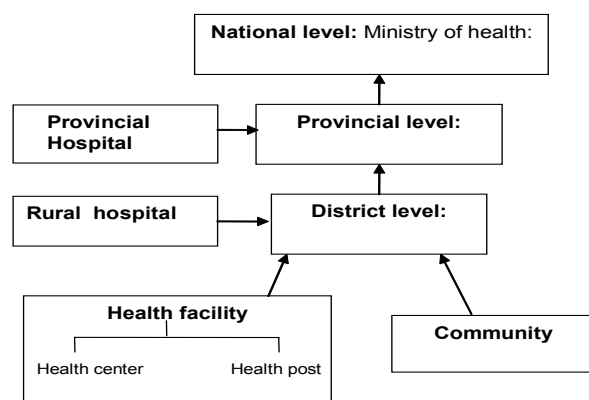 National level: Ministry of health:
Provincial
Hospital
Provincial level:
Rural hospital
District level:
Health facility
Health center
Health post
Community